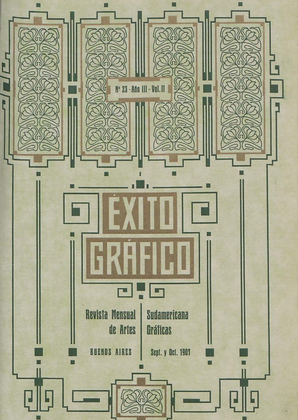 Nº 23 - Año III - Vol. II
ÉXITO
GRÁFICO
Revista Mensual Sudamericana
de Artes Gráficas
BUENOS AIRES Sept. y Oct. 1907